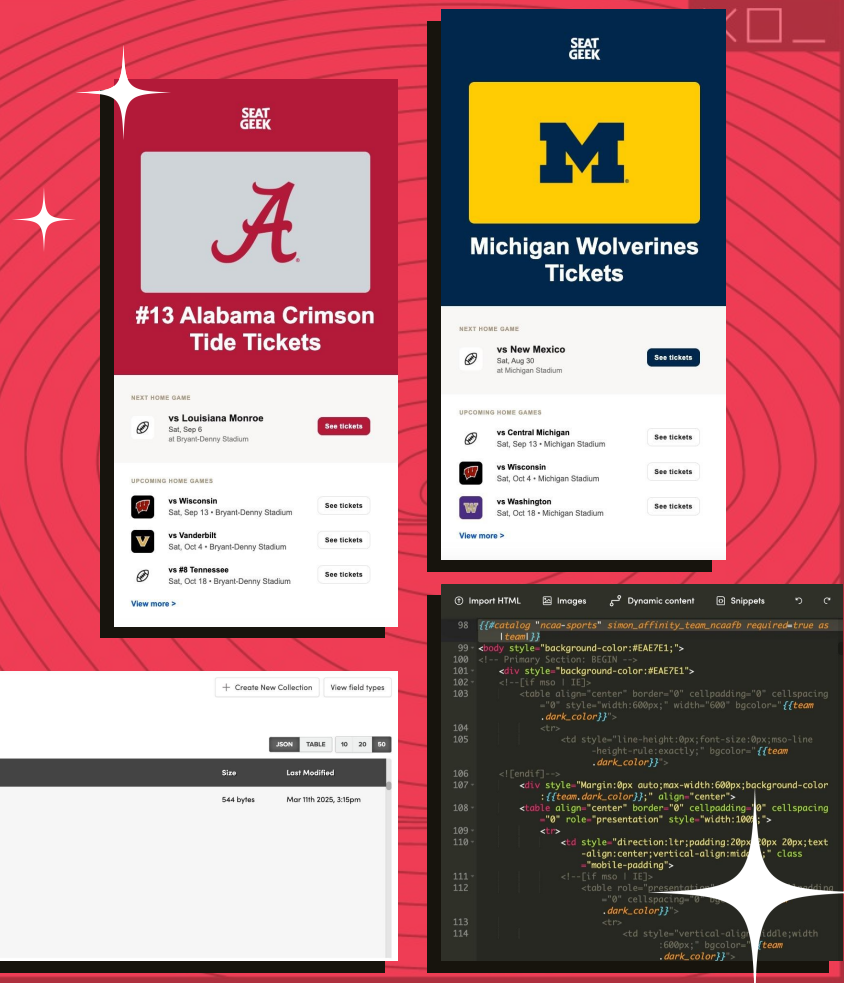 SEAT
GEEK
#13 Alabama Crimson
Tide Tickets
NEXT HOME GAME
vs Louisiana Monroe
Sat, Sep 6
at Bryant-Denny Stadium
See tickets
UPCOMING HOME GAMES
vs Wisconsin
Sat, Sep 13 • Bryant-Denny Stadium
See tickets
vs Vanderbilt
Sat, Oct 4 • Bryant-Denny Stadium
See tickets
vs #8 Tennessee
Sat, Oct 18 • Bryant-Denny Stadium
See tickets
View more >
SEAT
GEEK
M
Michigan Wolverines
Tickets
NEXT HOME GAME
vs New Mexico
Sat, Aug 30
at Michigan Stadium
See tickets
UPCOMING HOME GAMES
vs Central Michigan
Sat, Sep 13 • Michigan Stadium
See tickets
vs Wisconsin
Sat, Oct 4 • Michigan Stadium
See tickets
vs Washington
Sat, Oct 18 • Michigan Stadium
See tickets
View more >
+ Create New Collection View field types
JSON TABLE 10 20 50
Size Last Modified
544 bytes Mar 11th 2025, 3:15pm
Import HTML Images Dynamic content Snippets
98 {{#catalog "ncaa-sports" simon_affinity_team_ncaafb required=true as
|team|}}
99 <body style="background-color:#EAE7E1;">
100 <!-- Primary Section: BEGIN -->
101 <div style="background-color:#EAE7E1">
102 <!--[if mso | IE]>
103 <table align="center" border="0" cellpadding="0" cellspacing
="0" style="width:600px;" width="600" bgcolor="{{team
.dark_color}}">
104 <tr>
105 <td style="line-height:0px;font-size:0px;mso-line
-height-rule:exactly;" bgcolor="{{team
.dark_color}}">
106 <![endif]-->
107 <div style="Margin:0px auto;max-width:600px;background-color
:{{team.dark_color}};" align="center">
108 <table align="center" border="0" cellpadding="0" cellspacing
="0" role="presentation" style="width:100%;">
109 <tr>
110 <td style="direction:ltr;padding:20px 20px 20px;text
-align:center;vertical-align:middle;" class
="mobile-padding">
111 <!--[if mso | IE]>
112 <table role="presentation"
="0" cellspacing="0"
.dark_color}}">
113 <tr>
114 <td style="vertical-align:middle;width
:600px;" bgcolor="{{team
.dark_color}}">